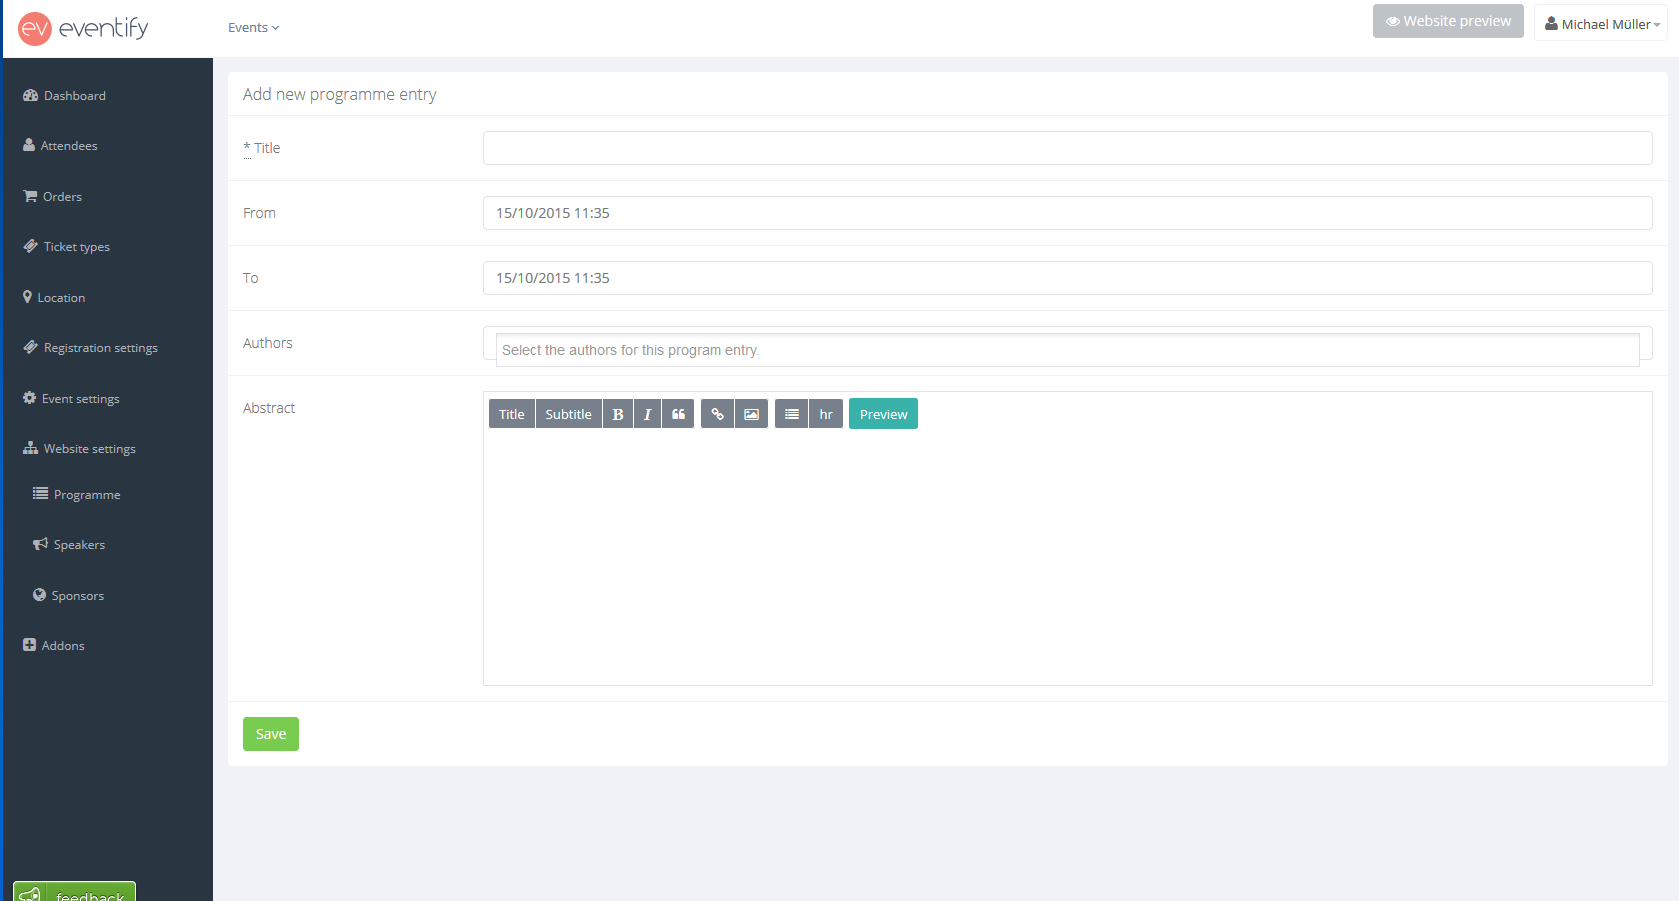 ev eventify
Events
Website preview
Michael Müller
Dashboard
Attendees
Orders
Ticket types
Location
Registration settings
Event settings
Website settings
Programme
Speakers
Sponsors
Addons
feedback
Add new programme entry
* Title
From
15/10/2015 11:35
To
15/10/2015 11:35
Authors
Select the authors for this program entry.
Abstract
Title Subtitle B I “ hr Preview
Save